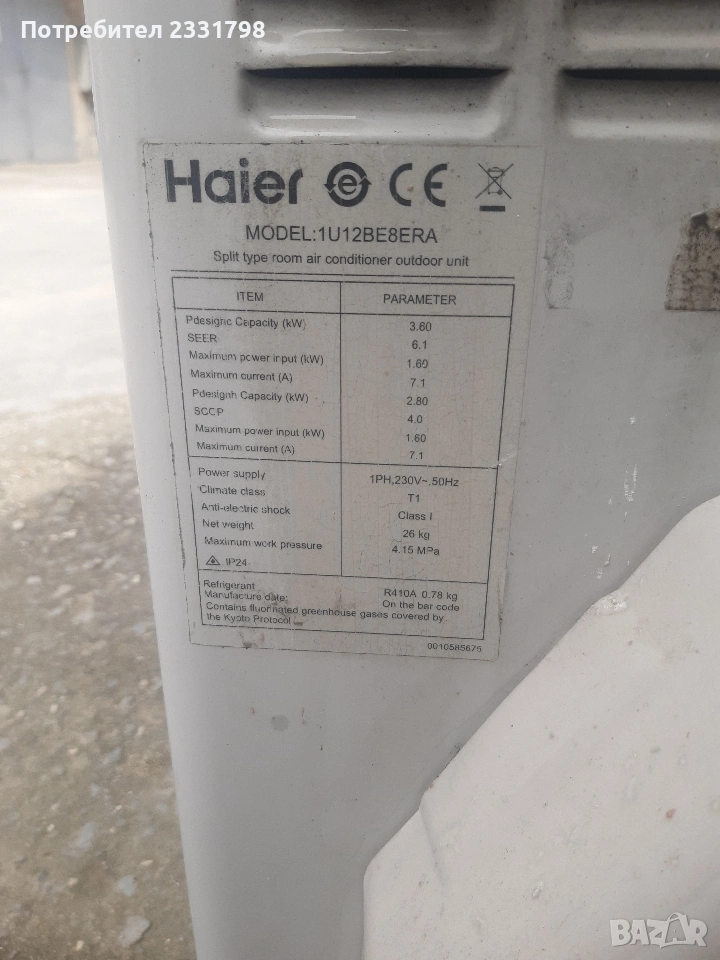 Потребител 2331798
Haier e CE
MODEL:1U12BE8ERA
Split type room air conditioner outdoor unit
ITEM PARAMETER
Pdesignc Capacity (kW) 3.60
SEER 6.1
Maximum power input (kW) 1.60
Maximum current (A) 7.1
Pdesignh Capacity (kW) 2.80
SCOP 4.0
Maximum power input (kW) 1.60
Maximum current (A) 7.1
Power supply 1PH,230V~.50Hz
Climate class T1
Anti-electric shock Class I
Net weight 26 kg
Maximum work pressure 4.15 MPa
IP24
Refrigerant R410A 0.78 kg
Manufacture date: On the bar code
Contains fluorinated greenhouse gases covered by
the Kyoto Protocol
0010585675
BAZAR